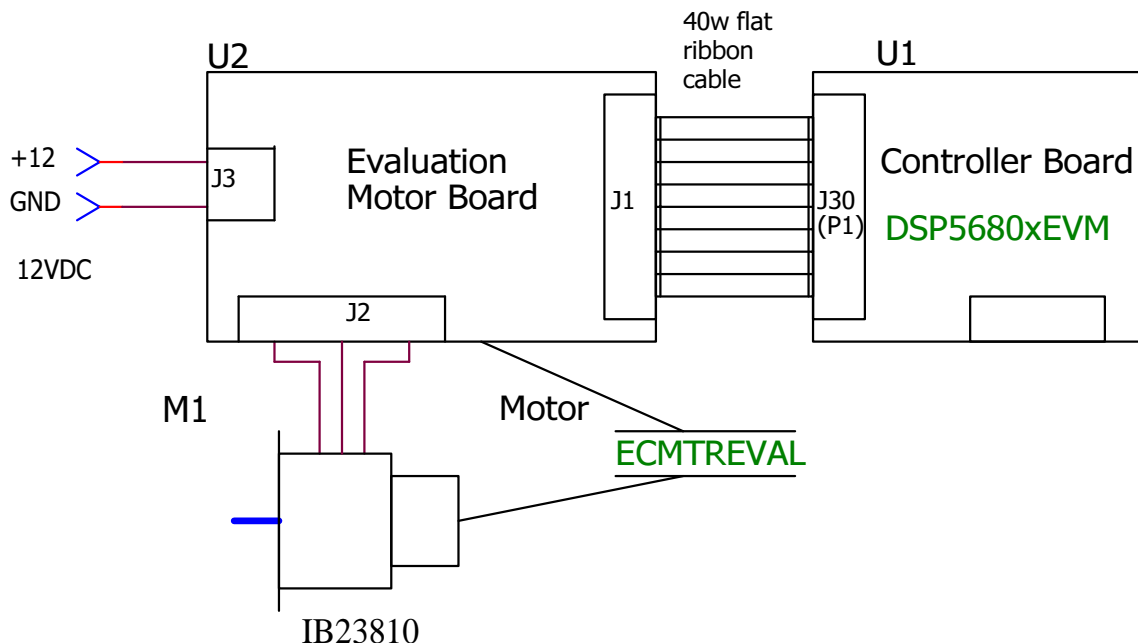 40w flat
ribbon
cable
U2
U1
+12
GND
12VDC
J3
Evaluation
Motor Board
J1
J30
(P1)
Controller Board
DSP5680xEVM
J2
M1
Motor
ECMTREVAL
IB23810